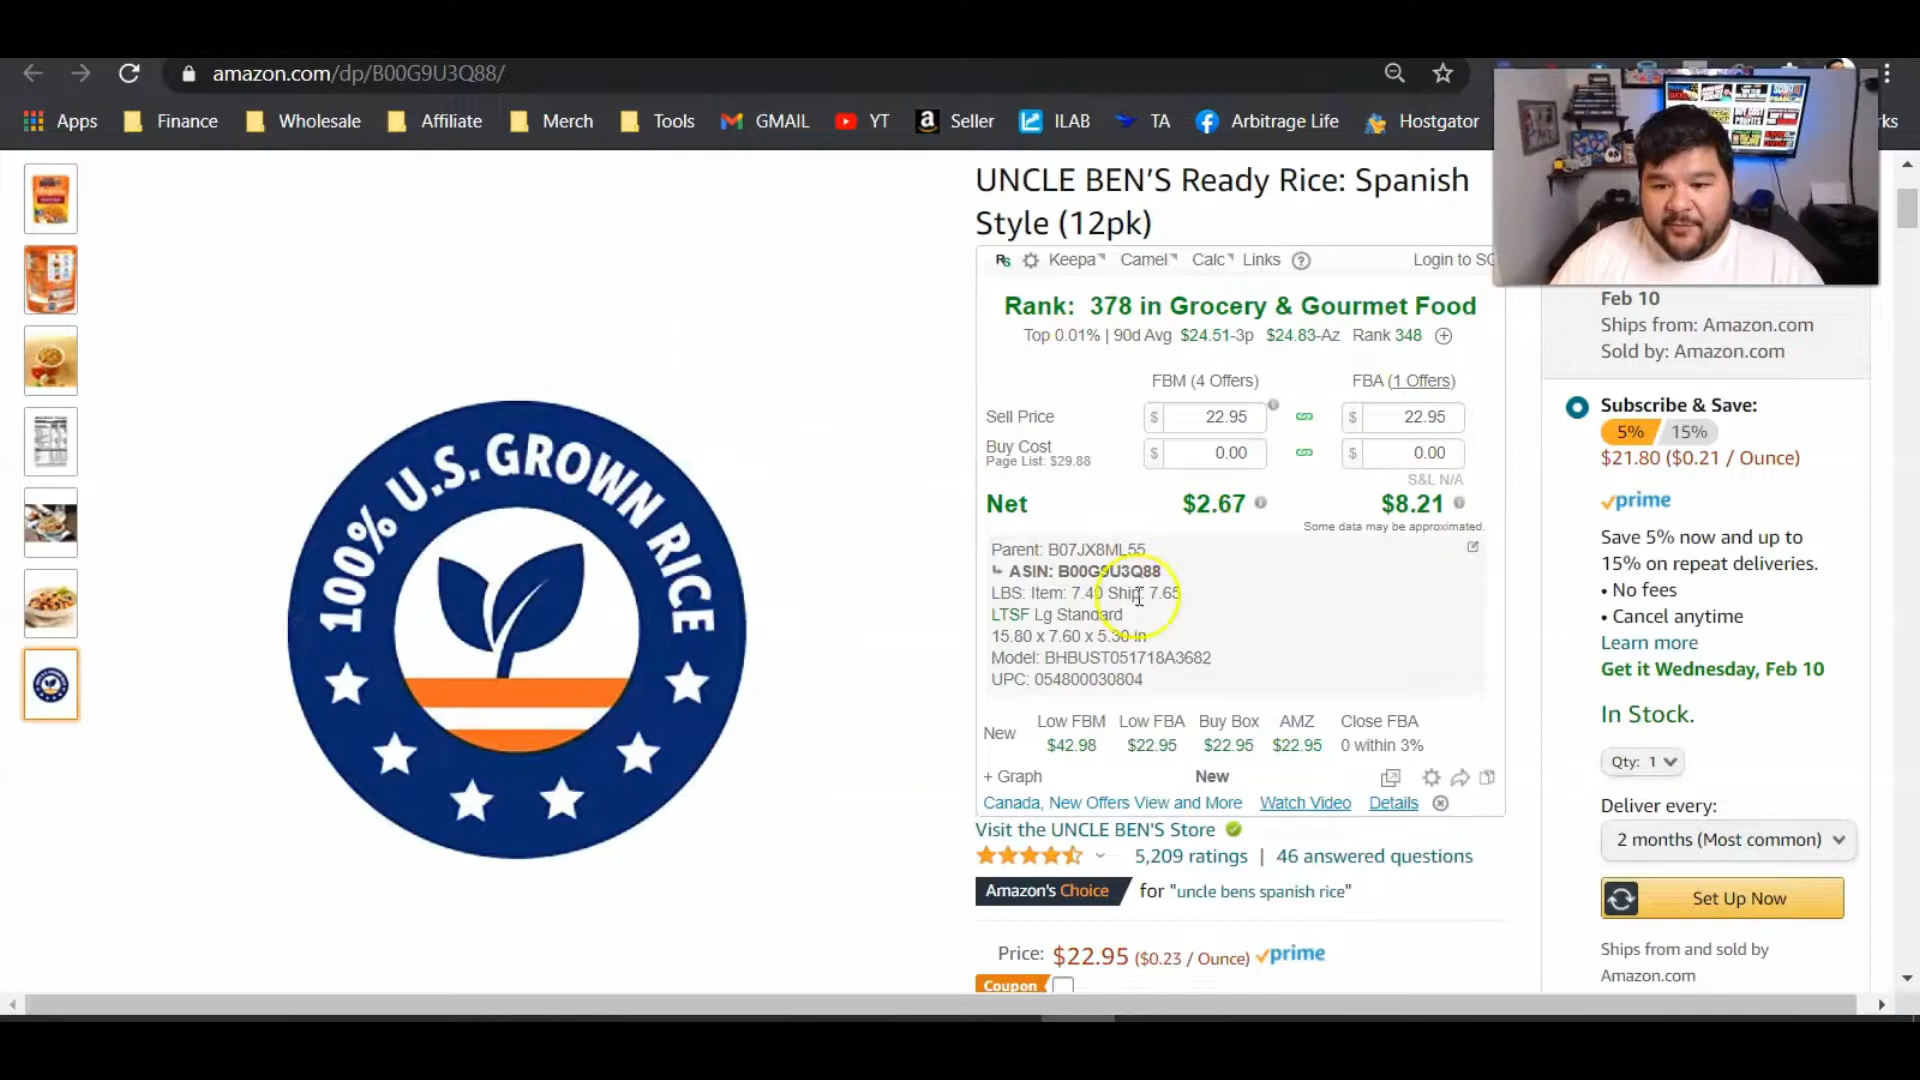 amazon.com/dp/B00G9U3Q88/
Apps Finance Wholesale Affiliate Merch Tools GMAIL YT Seller ILAB TA Arbitrage Life Hostgator
UNCLE BEN'S Ready Rice: Spanish
Style (12pk)
RS Keepa Camel Calc Links ? Login to SC
Rank: 378 in Grocery & Gourmet Food
Top 0.01% | 90d Avg $24.51-3p $24.83-Az Rank 348
FBM (4 Offers) FBA (1 Offers)
Sell Price $ 22.95 $ 22.95
Buy Cost $ 0.00 $ 0.00
Page List: $29.88
S&L N/A
Net $2.67 $8.21
Some data may be approximated.
Parent: B07JX8ML55
ASIN: B00G9U3Q88
LBS: Item: 7.40 Ship: 7.65
LTSF Lg Standard
15.80 x 7.60 x 5.30 in
Model: BHBUST051718A3682
UPC: 054800030804
Low FBM Low FBA Buy Box AMZ Close FBA
New $42.98 $22.95 $22.95 $22.95 0 within 3%
+ Graph New
Canada, New Offers View and More Watch Video Details
Visit the UNCLE BEN'S Store
5,209 ratings | 46 answered questions
Amazon's Choice for "uncle bens spanish rice"
Price: $22.95 ($0.23 / Ounce) prime
Coupon
100% U.S. GROWN RICE
Feb 10
Ships from: Amazon.com
Sold by: Amazon.com
Subscribe & Save:
5% 15%
$21.80 ($0.21 / Ounce)
prime
Save 5% now and up to
15% on repeat deliveries.
• No fees
• Cancel anytime
Learn more
Get it Wednesday, Feb 10
In Stock.
Qty: 1
Deliver every:
2 months (Most common)
Set Up Now
Ships from and sold by
Amazon.com